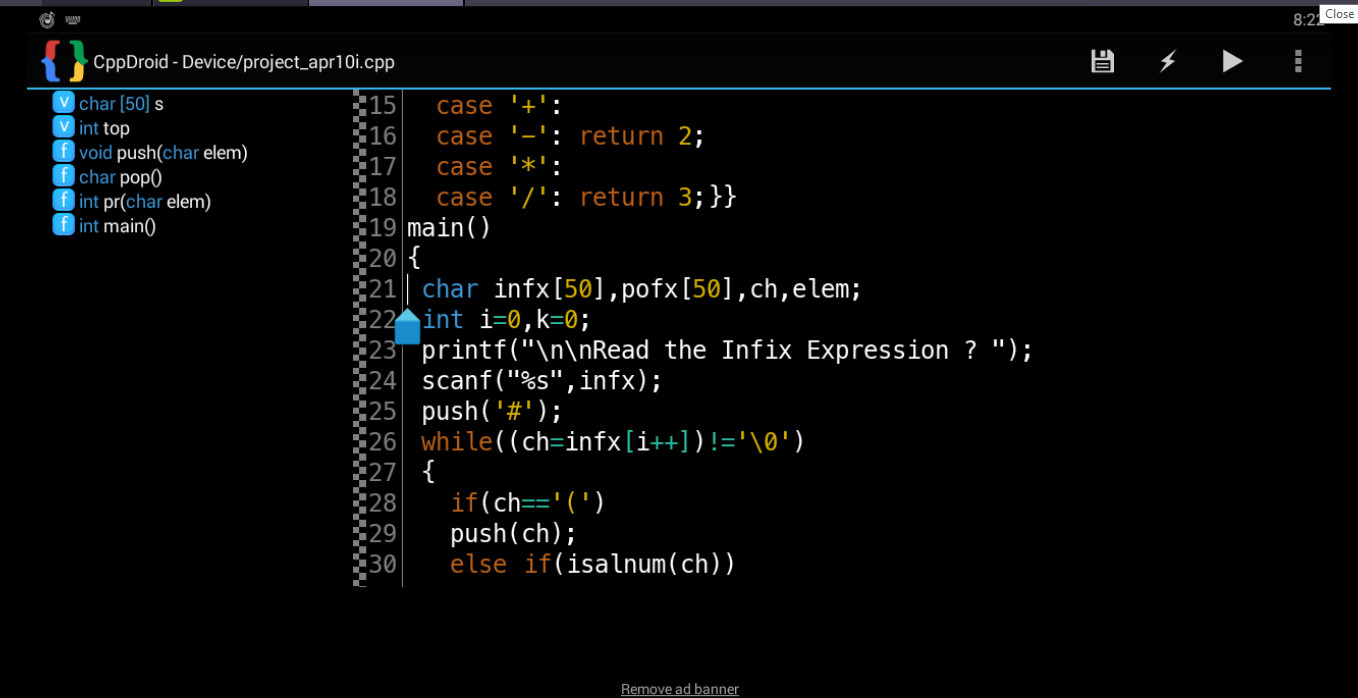 Close
8:22
CppDroid - Device/project_apr10i.cpp
v char [50] s
v int top
f void push(char elem)
f char pop()
f int pr(char elem)
f int main()
15 case '+':
16 case '-': return 2;
17 case '*':
18 case '/': return 3;}}
19 main()
20 {
21 char infx[50],pofx[50],ch,elem;
22 int i=0,k=0;
23 printf("\n\nRead the Infix Expression ? ");
24 scanf("%s",infx);
25 push('#');
26 while((ch=infx[i++])!='\0')
27 {
28 if(ch=='(')
29 push(ch);
30 else if(isalnum(ch))
Remove ad banner